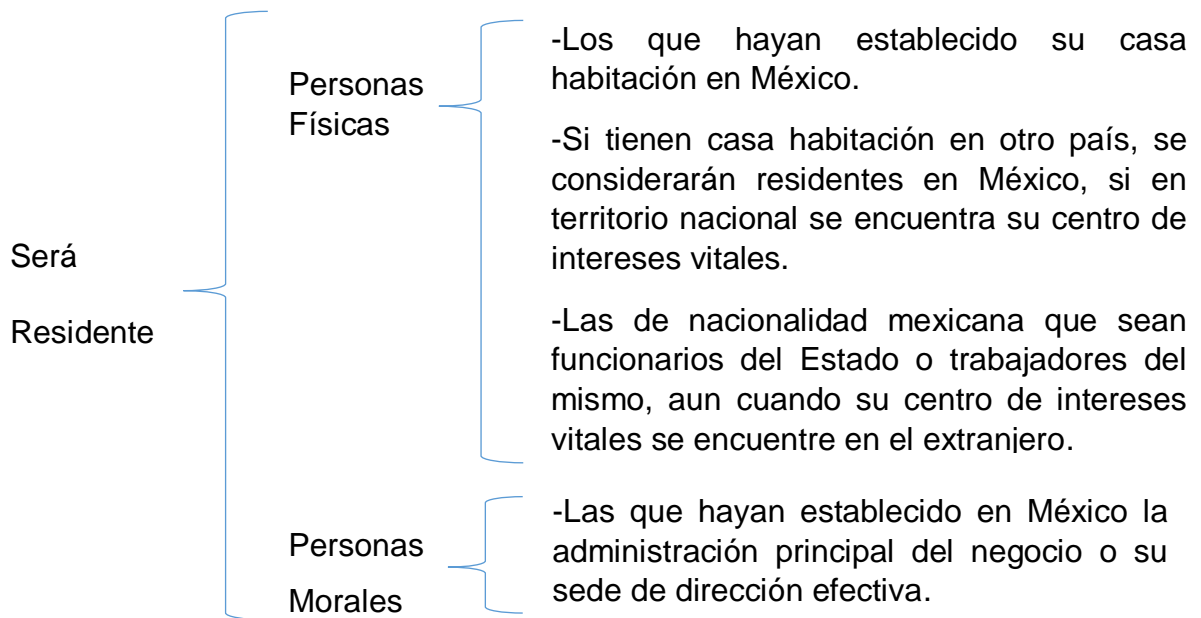 Será
Residente
Personas
Físicas
-Los que hayan establecido su casa
habitación en México.
-Si tienen casa habitación en otro país, se
considerarán residentes en México, si en
territorio nacional se encuentra su centro de
intereses vitales.
-Las de nacionalidad mexicana que sean
funcionarios del Estado o trabajadores del
mismo, aun cuando su centro de intereses
vitales se encuentre en el extranjero.
Personas
Morales
-Las que hayan establecido en México la
administración principal del negocio o su
sede de dirección efectiva.